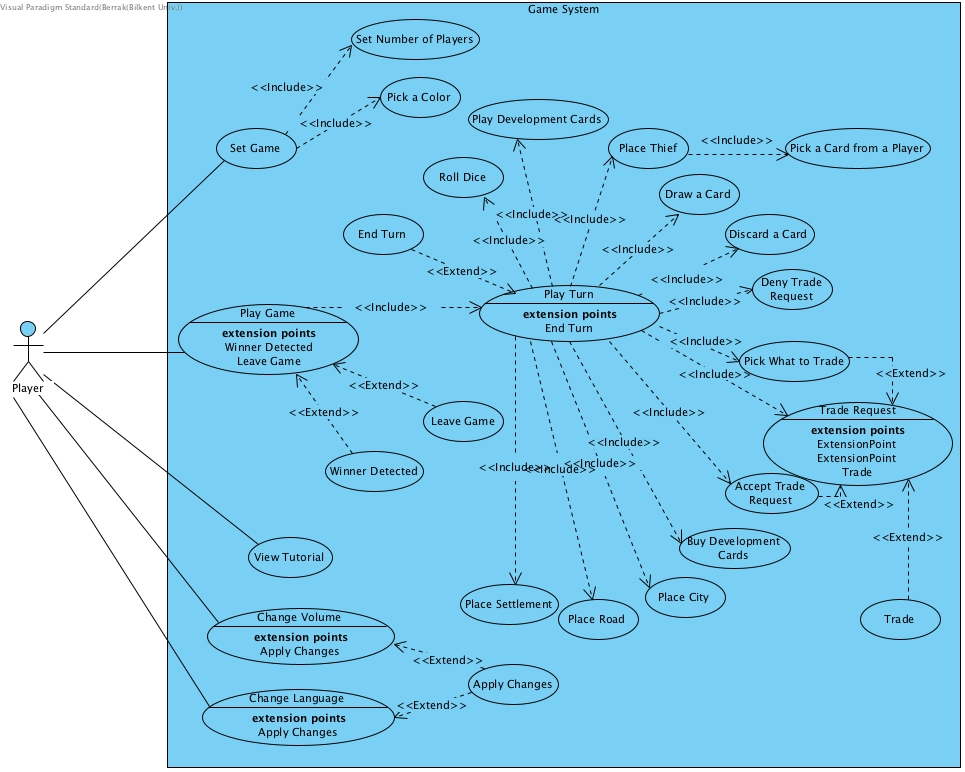 Visual Paradigm Standard(Berrak(Bilkent Univ.))
Game System
Set Number of Players
<<Include>>
Pick a Color
<<Include>>
Set Game
Play Development Cards
Place Thief
<<Include>>
Pick a Card from a Player
Roll Dice
Draw a Card
<<Include>>
<<Include>>
End Turn
<<Include>>
<<Include>>
Discard a Card
<<Extend>>
<<Include>>
Deny Trade
Request
Play Turn
extension points
End Turn
<<Include>>
Play Game
extension points
Winner Detected
Leave Game
<<Include>>
<<Include>>
Pick What to Trade
<<Include>>
<<Extend>>
Player
<<Extend>>
<<Extend>>
Leave Game
<<Include>>
Trade Request
extension points
ExtensionPoint
ExtensionPoint
Trade
<<Include>>
<<Include>>
<<Include>>
<<Include>>
Winner Detected
Accept Trade
Request
<<Extend>>
<<Extend>>
Buy Development
Cards
View Tutorial
Place Settlement
Place Road
Place City
Trade
Change Volume
extension points
Apply Changes
<<Extend>>
Apply Changes
<<Extend>>
Change Language
extension points
Apply Changes